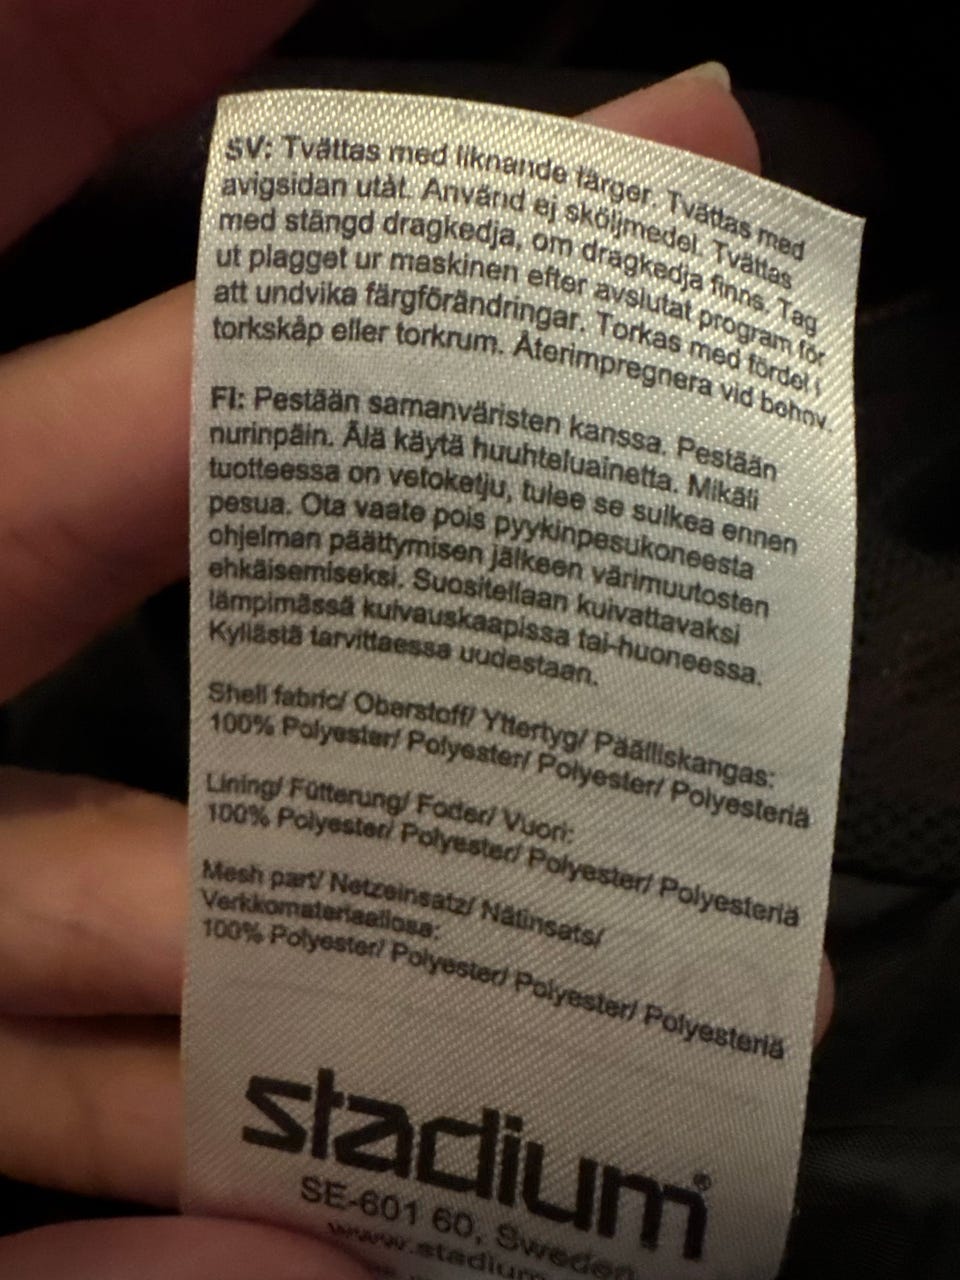 SV: Tvättas med liknande färger. Tvättas med
avigsidan utåt. Använd ej sköljmedel. Tvättas
med stängd dragkedja, om dragkedja finns. Tag
ut plagget ur maskinen efter avslutat program för
att undvika färgförändringar. Torkas med fördel i
torkskåp eller torkrum. Återimpregnera vid behov.
FI: Pestään samanväristen kanssa. Pestään
nurinpäin. Älä käytä huuhteluainetta. Mikäli
tuotteessa on vetoketju, tulee se sulkea ennen
pesua. Ota vaate pois pyykinpesukoneesta
ohjelman päättymisen jälkeen värimuutosten
ehkäisemiseksi. Suositellaan kuivattavaksi
lämpimässä kuivauskaapissa tai-huoneessa.
Kyllästä tarvittaessa uudestaan.
Shell fabric/ Oberstoff/ Yttertyg/ Päälliskangas:
100% Polyester/ Polyester/ Polyester/ Polyesteriä
Lining/ Fütterung/ Foder/ Vuori:
100% Polyester/ Polyester/ Polyester/ Polyesteriä
Mesh part/ Netzeinsatz/ Nätinsats/
Verkkomateriaaliosa:
100% Polyester/ Polyester/ Polyester/ Polyesteriä
stadium®
SE-601 60, Sweden
www.stadium